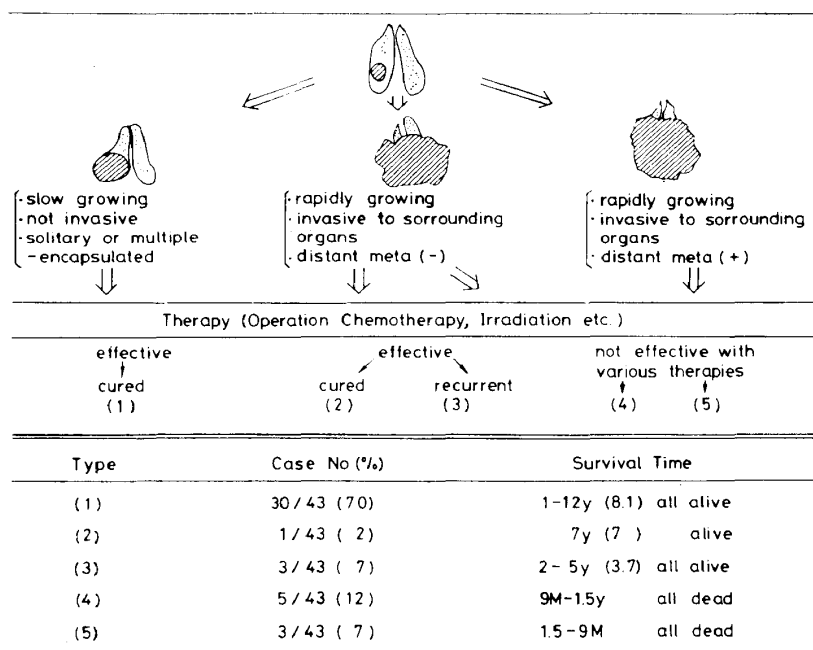 · slow growing
· not invasive
· solitary or multiple
-encapsulated
· rapidly growing
· invasive to sorrounding
organs
· distant meta (-)
· rapidly growing
· invasive to sorrounding
organs
· distant meta (+)
Therapy (Operation Chemotherapy, Irradiation etc.)
effective
cured
(1)
effective
cured recurrent
(2) (3)
not effective with
various therapies
(4) (5)
Type Case No (%) Survival Time
(1) 30/43 (70) 1-12y (8.1) all alive
(2) 1/43 ( 2) 7y (7 ) alive
(3) 3/43 ( 7) 2-5y (3.7) all alive
(4) 5/43 (12) 9M-1.5y all dead
(5) 3/43 ( 7) 1.5-9M all dead